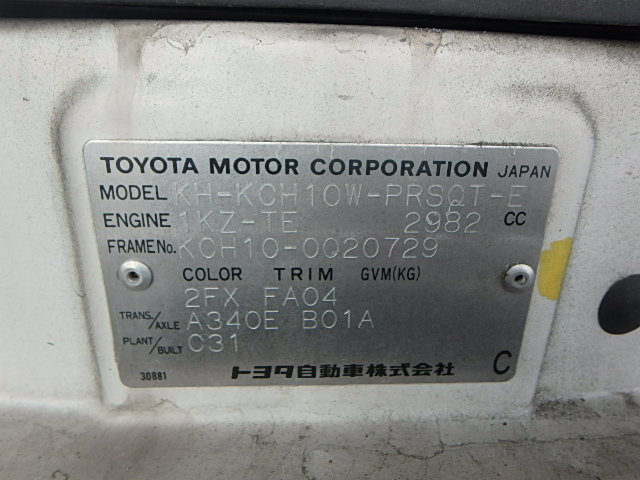 TOYOTA MOTOR CORPORATION JAPAN
MODEL KH-KCH10W-PRSQT-E
ENGINE 1KZ-TE 2982 CC
FRAME No. KCH10-0020729
COLOR TRIM GVM(KG)
2FX FA04
TRANS./AXLE A340E B01A
PLANT/BUILT C31
30881 トヨタ自動車株式会社 C